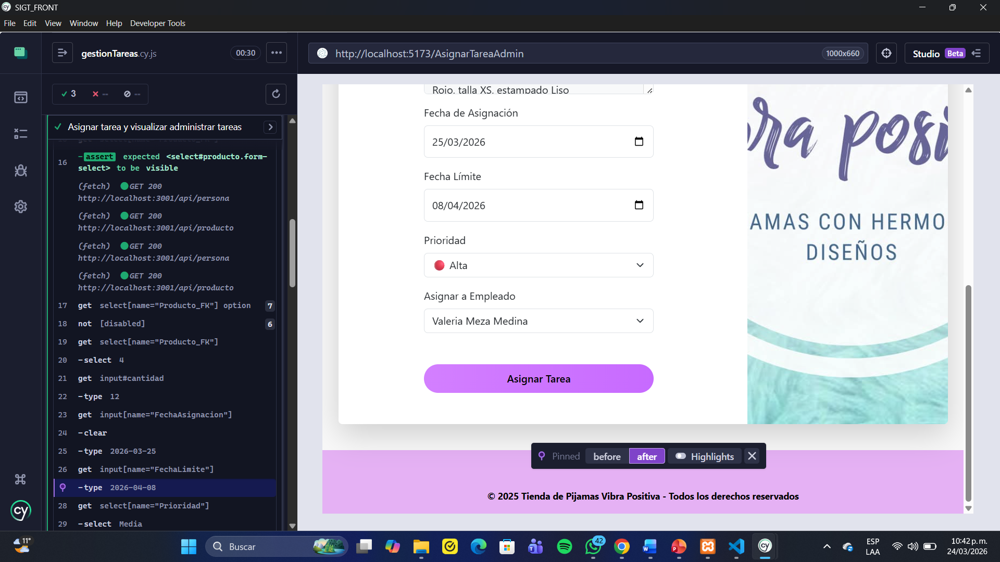 SIGT_FRONT
File Edit View Window Help Developer Tools
gestionTareas.cy.js
00:30
http://localhost:5173/AsignarTareaAdmin
1000x660
Studio Beta
3 -- --
Asignar tarea y visualizar administrar tareas
16 -assert expected <select#producto.form-
select> to be visible
(fetch) GET 200
http://localhost:3001/api/persona
(fetch) GET 200
http://localhost:3001/api/producto
(fetch) GET 200
http://localhost:3001/api/persona
(fetch) GET 200
http://localhost:3001/api/producto
17 get select[name="Producto_FK"] option 7
18 not [disabled] 6
19 get select[name="Producto_FK"]
20 -select 4
21 get input#cantidad
22 -type 12
23 get input[name="FechaAsignacion"]
24 -clear
25 -type 2026-03-25
26 get input[name="FechaLimite"]
-type 2026-04-08
28 get select[name="Prioridad"]
29 -select Media
cy
Rojo, talla XS, estampado Liso
Fecha de Asignación
25/03/2026
Fecha Límite
08/04/2026
Prioridad
Alta
Asignar a Empleado
Valeria Meza Medina
Asignar Tarea
ra posi
AMAS CON HERMO
DISEÑOS
Pinned before after Highlights
© 2025 Tienda de Pijamas Vibra Positiva - Todos los derechos reservados
11°
Buscar
42
ESP
LAA
10:42 p. m.
24/03/2026